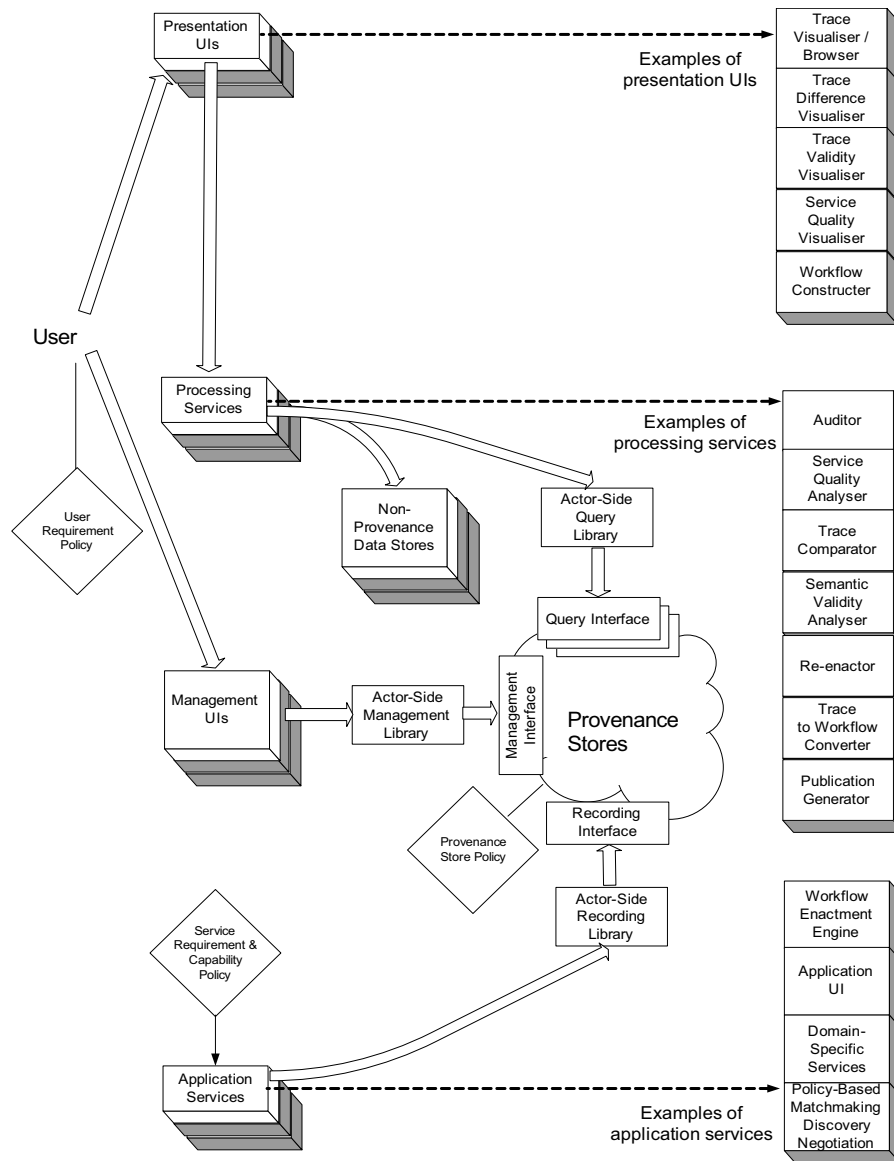 Presentation
UIs
Examples of
presentation UIs
Trace
Visualiser /
Browser
Trace
Difference
Visualiser
Trace
Validity
Visualiser
Service
Quality
Visualiser
Workflow
Constructer
User
Processing
Services
Examples of
processing services
Auditor
Service
Quality
Analyser
Trace
Comparator
Semantic
Validity
Analyser
Re-enactor
Trace
to Workflow
Converter
Publication
Generator
User
Requirement
Policy
Non-
Provenance
Data Stores
Actor-Side
Query
Library
Query Interface
Management
UIs
Actor-Side
Management
Library
Management
Interface
Provenance
Stores
Recording
Interface
Provenance
Store Policy
Actor-Side
Recording
Library
Service
Requirement &
Capability
Policy
Application
Services
Examples of
application services
Workflow
Enactment
Engine
Application
UI
Domain-
Specific
Services
Policy-Based
Matchmaking
Discovery
Negotiation